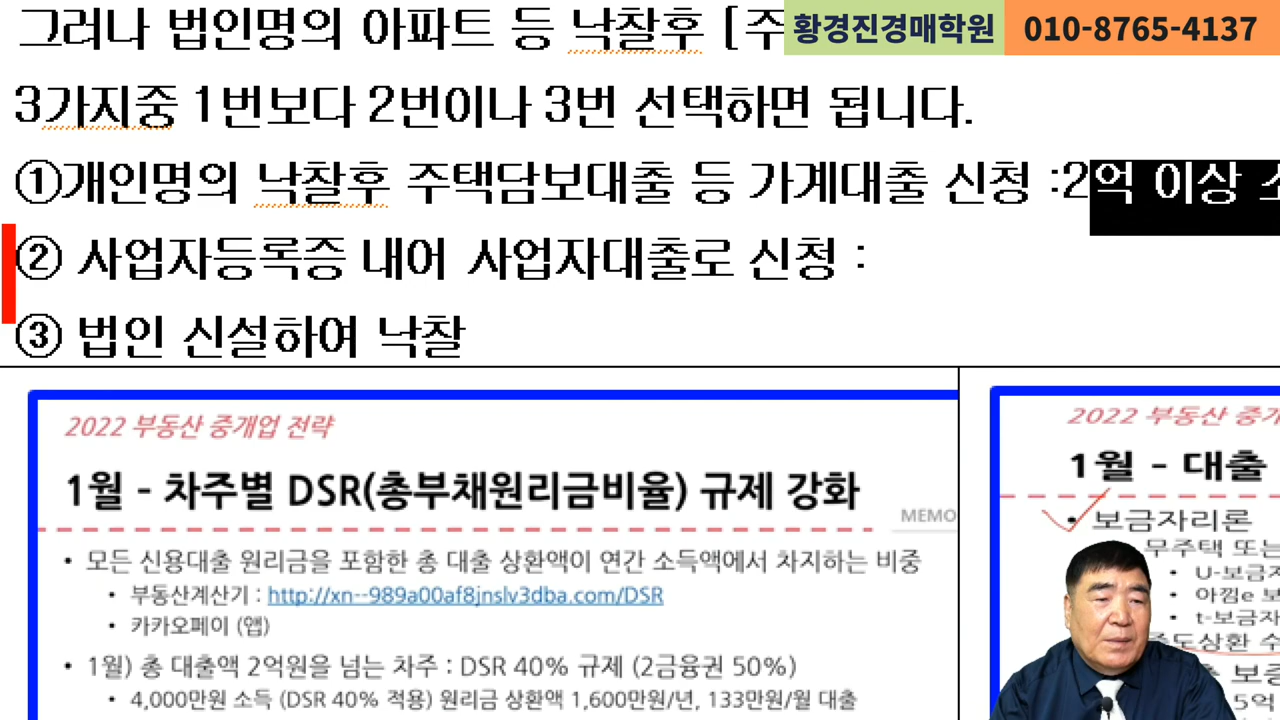 그러나 법인명의 아파트 등 낙찰후 [주
황경진경매학원 010-8765-4137
3가지중 1번보다 2번이나 3번 선택하면 됩니다.
①개인명의 낙찰후 주택담보대출 등 가계대출 신청 :2억 이상 소
② 사업자등록증 내어 사업자대출로 신청 :
③ 법인 신설하여 낙찰
2022 부동산 중개업 전략
1월 - 차주별 DSR(총부채원리금비율) 규제 강화
MEMO
• 모든 신용대출 원리금을 포함한 총 대출 상환액이 연간 소득액에서 차지하는 비중
• 부동산계산기 : http://xn--989a00af8jnslv3dba.com/DSR
• 카카오페이 (앱)
• 1월) 총 대출액 2억원을 넘는 차주 : DSR 40% 규제 (2금융권 50%)
• 4,000만원 소득 (DSR 40% 적용) 원리금 상환액 1,600만원/년, 133만원/월 대출
2022 부동산 중개
1월 - 대출
• 보금자리론
무주택 또는
• U-보금자
• 아낌e 보
• t-보금자
중도상환 수
보증
5억